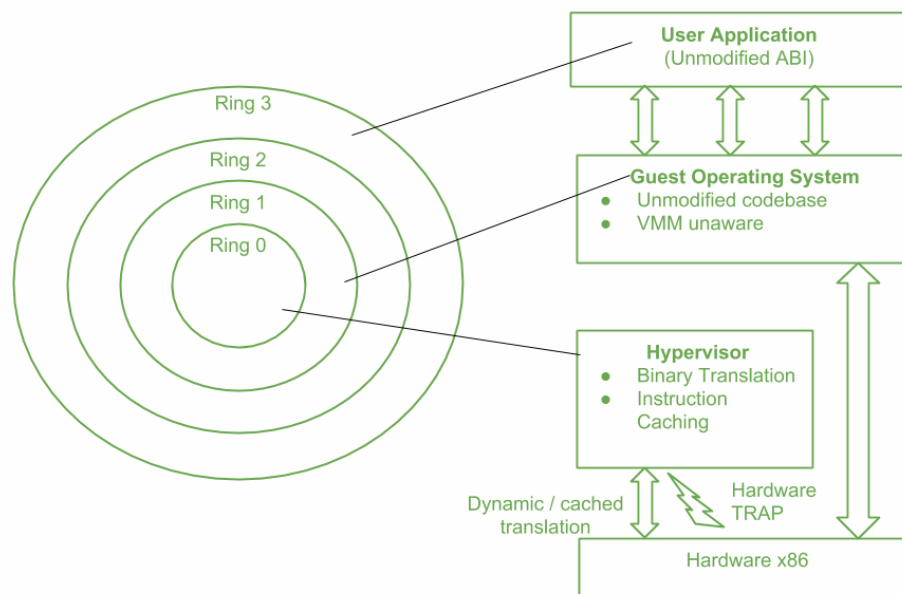 Ring 3
Ring 2
Ring 1
Ring 0
User Application
(Unmodified ABI)
Guest Operating System
● Unmodified codebase
● VMM unaware
Hypervisor
● Binary Translation
● Instruction
Caching
Dynamic / cached
translation
Hardware
TRAP
Hardware x86